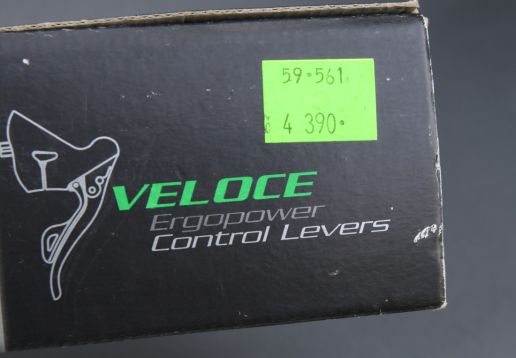 59.561
4 390.
VELOCE
Ergopower
Control Levers